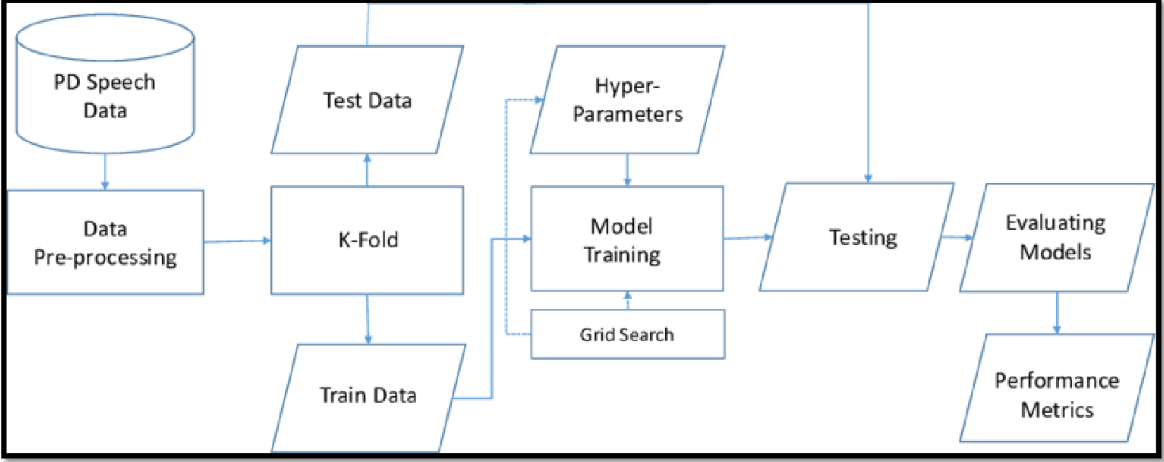 PD Speech
Data
Test Data
Hyper-
Parameters
Data
Pre-processing
K-Fold
Model
Training
Testing
Evaluating
Models
Grid Search
Train Data
Performance
Metrics